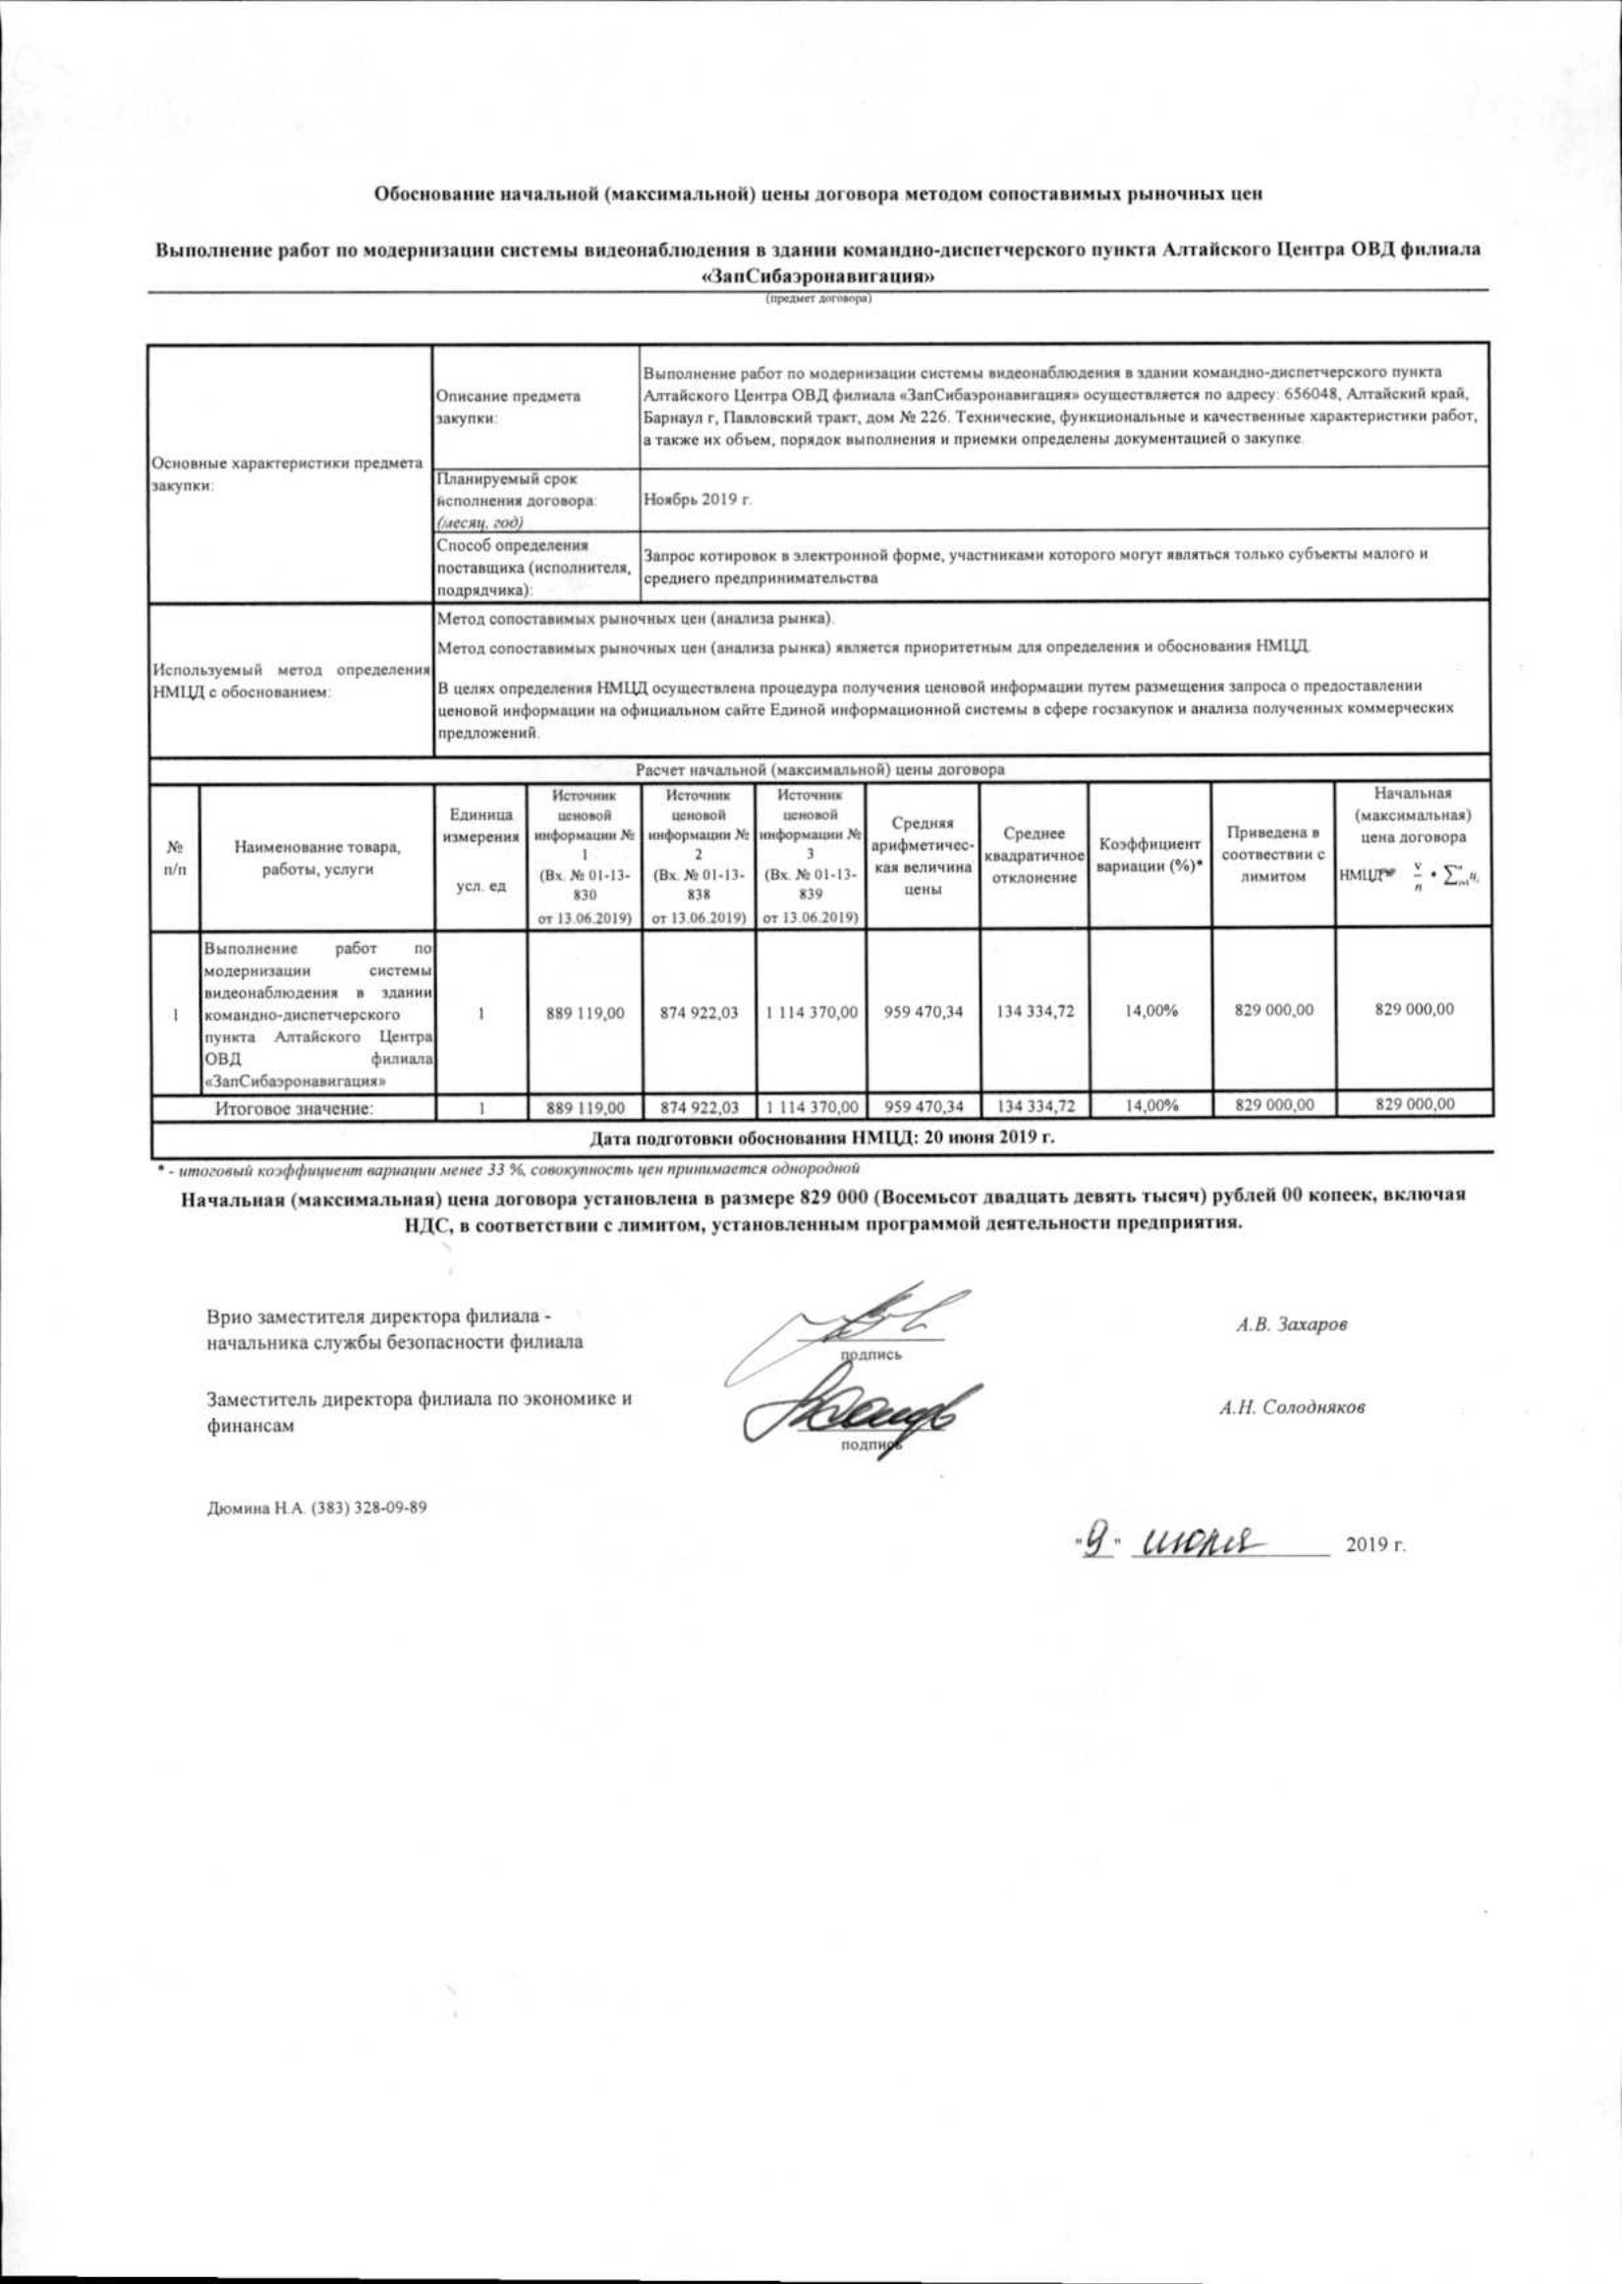 Обоснование начальной (максимальной) цены договора методом сопоставимых рыночных цен
Выполнение работ по модернизации системы видеонаблюдения в здании командно-диспетчерского пункта Алтайского Центра ОВД филиала
«ЗапСибаэронавигация»
(предмет договора)
Основные характеристики предмета
закупки:
Описание предмета
закупки:
Выполнение работ по модернизации системы видеонаблюдения в здании командно-диспетчерского пункта
Алтайского Центра ОВД филиала «ЗапСибаэронавигация» осуществляется по адресу: 656048, Алтайский край,
Барнаул г, Павловский тракт, дом № 226. Технические, функциональные и качественные характеристики работ,
а также их объем, порядок выполнения и приемки определены документацией о закупке.
Планируемый срок
исполнения договора:
(месяц, год)
Ноябрь 2019 г.
Способ определения
поставщика (исполнителя,
подрядчика):
Запрос котировок в электронной форме, участниками которого могут являться только субъекты малого и
среднего предпринимательства
Используемый метод определения
НМЦД с обоснованием:
Метод сопоставимых рыночных цен (анализа рынка).
Метод сопоставимых рыночных цен (анализа рынка) является приоритетным для определения и обоснования НМЦД.
В целях определения НМЦД осуществлена процедура получения ценовой информации путем размещения запроса о предоставлении
ценовой информации на официальном сайте Единой информационной системы в сфере госзакупок и анализа полученных коммерческих
предложений.
Расчет начальной (максимальной) цены договора
№
п/п
Наименование товара,
работы, услуги
Единица
измерения
усл. ед
Источник
ценовой
информации №
1
(Вх. № 01-13-
830
от 13.06.2019)
Источник
ценовой
информации №
2
(Вх. № 01-13-
838
от 13.06.2019)
Источник
ценовой
информации №
3
(Вх. № 01-13-
839
от 13.06.2019)
Средняя
арифметичес-
кая величина
цены
Среднее
квадратичное
отклонение
Коэффициент
вариации (%)*
Приведена в
соотвествии с
лимитом
Начальная
(максимальная)
цена договора
1
Выполнение работ по
модернизации системы
видеонаблюдения в здании
командно-диспетчерского
пункта Алтайского Центра
ОВД филиала
«ЗапСибаэронавигация»
1
889 119,00
874 922,03
1 114 370,00
959 470,34
134 334,72
14,00%
829 000,00
829 000,00
Итоговое значение: 1 889 119,00 874 922,03 1 114 370,00 959 470,34 134 334,72 14,00% 829 000,00 829 000,00
Дата подготовки обоснования НМЦД: 20 июня 2019 г.
* - итоговый коэффициент вариации менее 33 %, совокупность цен принимается однородной
Начальная (максимальная) цена договора установлена в размере 829 000 (Восемьсот двадцать девять тысяч) рублей 00 копеек, включая
НДС, в соответствии с лимитом, установленным программой деятельности предприятия.
Врио заместителя директора филиала -
начальника службы безопасности филиала
подпись
А.В. Захаров
Заместитель директора филиала по экономике и
финансам
подпись
А.Н. Солодняков
Дюмина Н.А. (383) 328-09-89
"9" 2019 г.